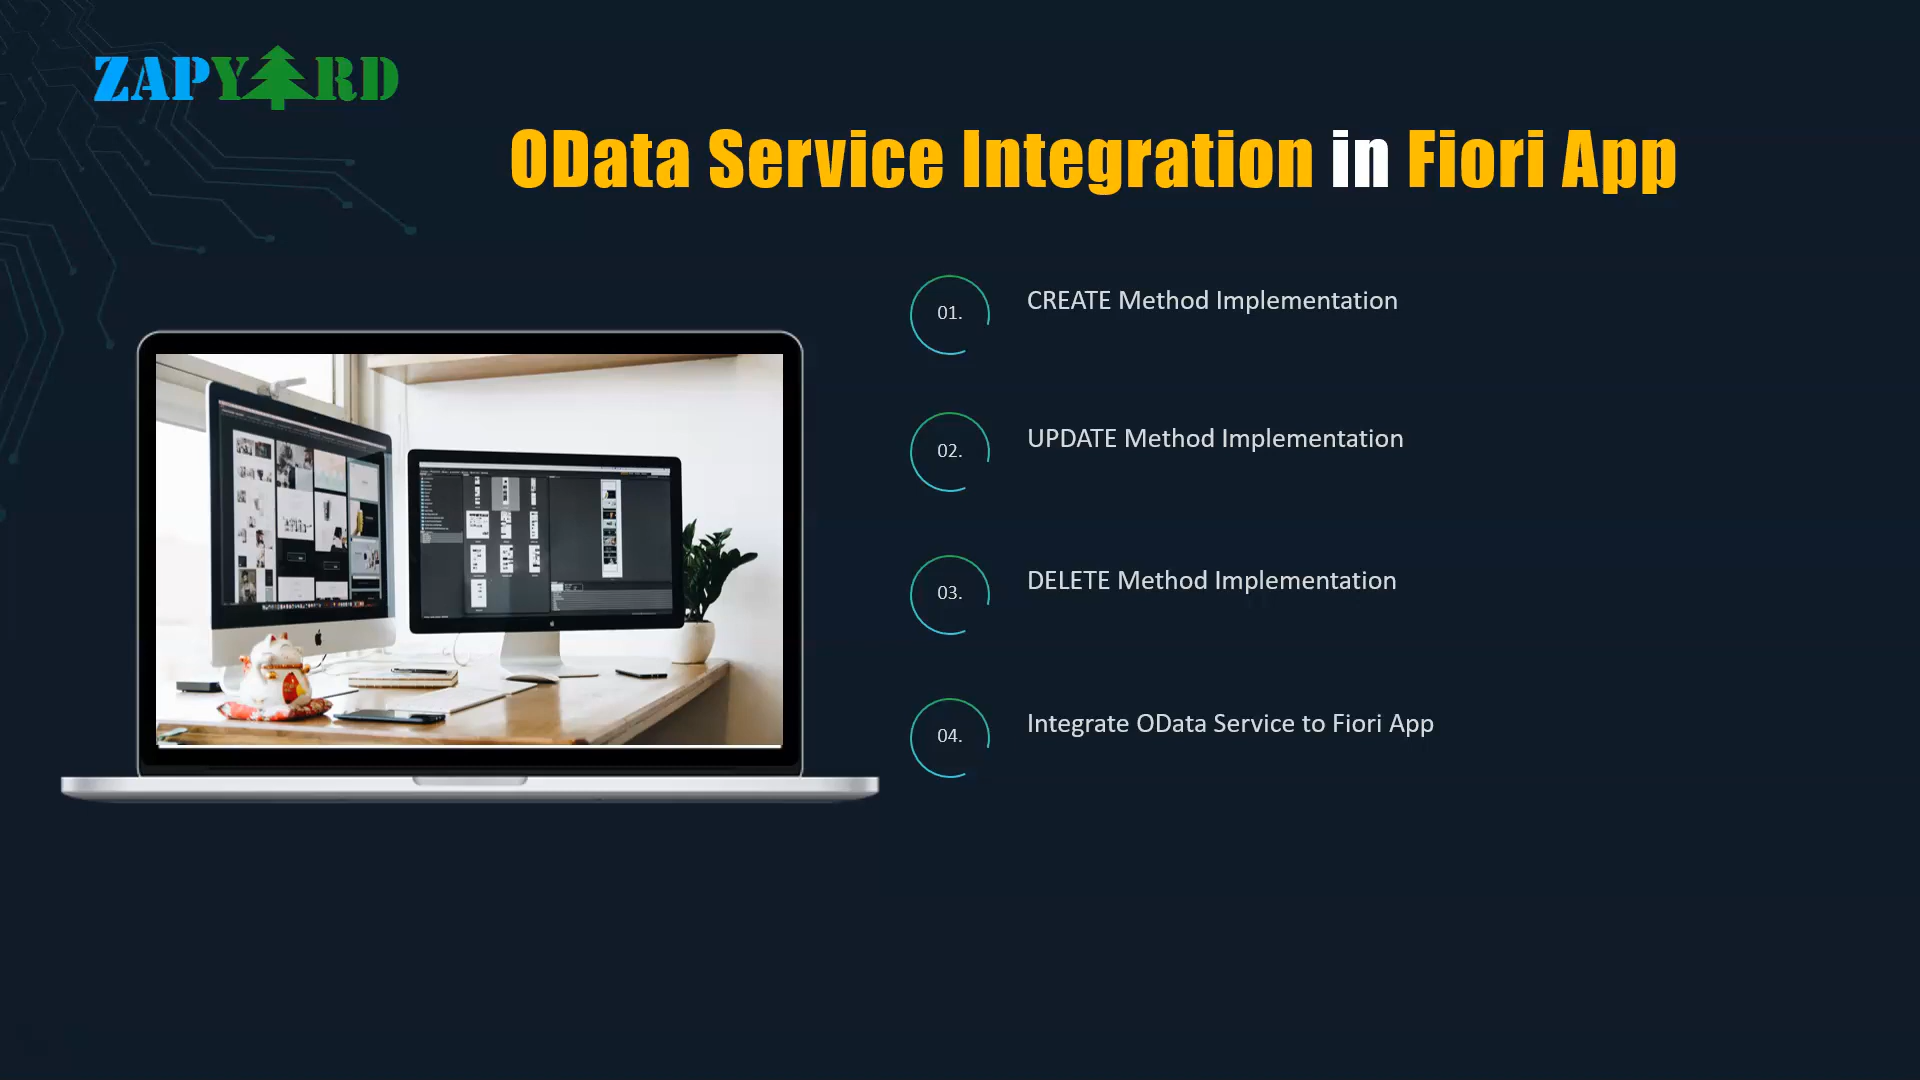 ZAPYARD
OData Service Integration in Fiori App
01.
CREATE Method Implementation
02.
UPDATE Method Implementation
03.
DELETE Method Implementation
04.
Integrate OData Service to Fiori App